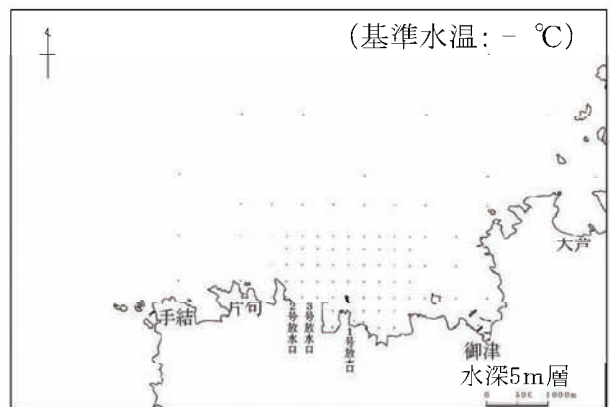 (基準水温: - ℃)
大芦
手結
片句
2号放水口
3号放水口
1号放水口
御津
水深5m層
0 500 1000m